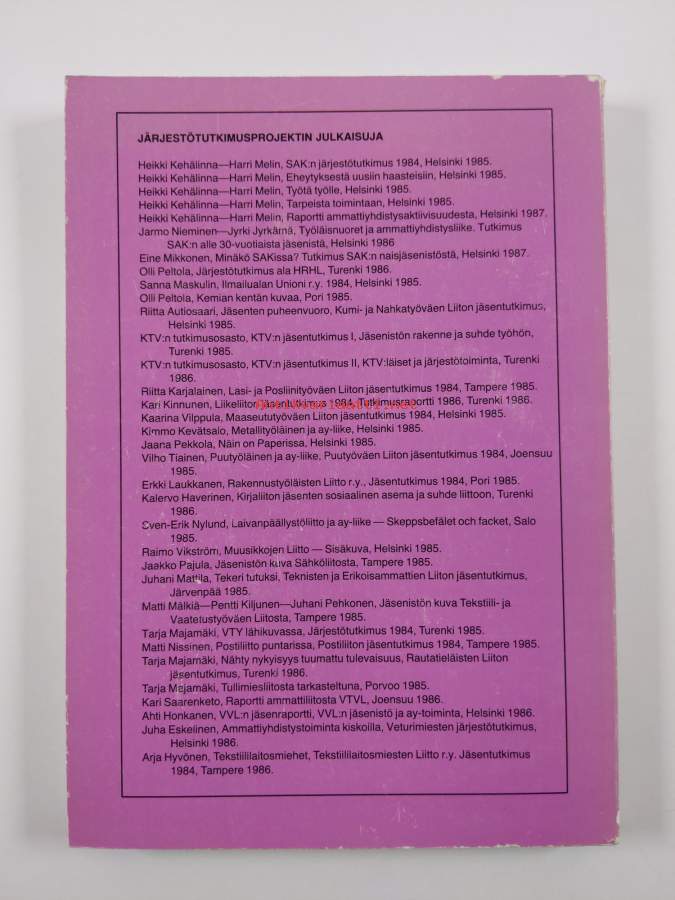 JÄRJESTÖTUTKIMUSPROJEKTIN JULKAISUJA
Heikki Kehälinna—Harri Melin, SAK:n järjestötutkimus 1984, Helsinki 1985.
Heikki Kehälinna—Harri Melin, Eheytyksestä uusiin haasteisiin, Helsinki 1985.
Heikki Kehälinna—Harri Melin, Työtä työlle, Helsinki 1985.
Heikki Kehälinna—Harri Melin, Tarpeista toimintaan, Helsinki 1985.
Heikki Kehälinna—Harri Melin, Raportti ammattiyhdistysaktiivisuudesta, Helsinki 1987.
Jarmo Nieminen—Jyrki Jyrkämä, Työläisnuoret ja ammattiyhdistysliike. Tutkimus
SAK:n alle 30-vuotiaista jäsenistä, Helsinki 1986
Eine Mikkonen, Minäkö SAKissa? Tutkimus SAK:n naisjäsenistöstä, Helsinki 1987.
Olli Peltola, Järjestötutkimus ala HRHL, Turenki 1986.
Sanna Maskulin, Ilmailualan Unioni r.y. 1984, Helsinki 1985.
Olli Peltola, Kemian kentän kuvaa, Pori 1985.
Riitta Autiosaari, Jäsenten puheenvuoro, Kumi- ja Nahkatyöväen Liiton jäsentutkimus,
Helsinki 1985.
KTV:n tutkimusosasto, KTV:n jäsentutkimus I, Jäsenistön rakenne ja suhde työhön,
Turenki 1985.
KTV:n tutkimusosasto, KTV:n jäsentutkimus II, KTV:läiset ja järjestötoiminta, Turenki
1986.
Riitta Karjalainen, Lasi- ja Posliinityöväen Liiton jäsentutkimus 1984, Tampere 1985.
Kari Kinnunen, Liikeliiton jäsentutkimus 1984, Tutkimusraportti 1986, Turenki 1986.
Antikvariaatti.net
Kaarina Vilppula, Maaseututyöväen Liiton jäsentutkimus 1984, Helsinki 1985.
Kimmo Kevätsalo, Metallityöläinen ja ay-liike, Helsinki 1985.
Jaana Pekkola, Näin on Paperissa, Helsinki 1985.
Vilho Tiainen, Puutyöläinen ja ay-liike, Puutyöväen Liiton jäsentutkimus 1984, Joensuu
1985.
Erkki Laukkanen, Rakennustyöläisten Liitto r.y., Jäsentutkimus 1984, Pori 1985.
Kalervo Haverinen, Kirjaliiton jäsenten sosiaalinen asema ja suhde liittoon, Turenki
1986.
Sven-Erik Nylund, Laivanpäällystöliitto ja ay-liike — Skeppsbefälet och facket, Salo
1985.
Raimo Vikström, Muusikkojen Liitto — Sisäkuva, Helsinki 1985.
Jaakko Pajula, Jäsenistön kuva Sähköliitosta, Tampere 1985.
Juhani Mattila, Tekeri tutuksi, Teknisten ja Erikoisammattien Liiton jäsentutkimus,
Järvenpää 1985.
Matti Mälkiä—Pentti Kiljunen—Juhani Pehkonen, Jäsenistön kuva Tekstiili- ja
Vaatetustyöväen Liitosta, Tampere 1985.
Tarja Majamäki, VTY lähikuvassa, Järjestötutkimus 1984, Turenki 1985.
Matti Nissinen, Postiliitto puntarissa, Postiliiton jäsentutkimus 1984, Tampere 1985.
Tarja Majamäki, Nähty nykyisyys tuumattu tulevaisuus, Rautatieläisten Liiton
jäsentutkimus, Turenki 1986.
Tarja Majamäki, Tullimiesliitosta tarkasteltuna, Porvoo 1985.
Kari Saarenketo, Raportti ammattiliitosta VTVL, Joensuu 1986.
Ahti Honkanen, VVL:n jäsenraportti, VVL:n jäsenistö ja ay-toiminta, Helsinki 1986.
Juha Eskelinen, Ammattiyhdistystoiminta kiskoilla, Veturimiesten järjestötutkimus,
Helsinki 1986.
Arja Hyvönen, Tekstiililaitosmiehet, Tekstiililaitosmiesten Liitto r.y. Jäsentutkimus
1984, Tampere 1986.